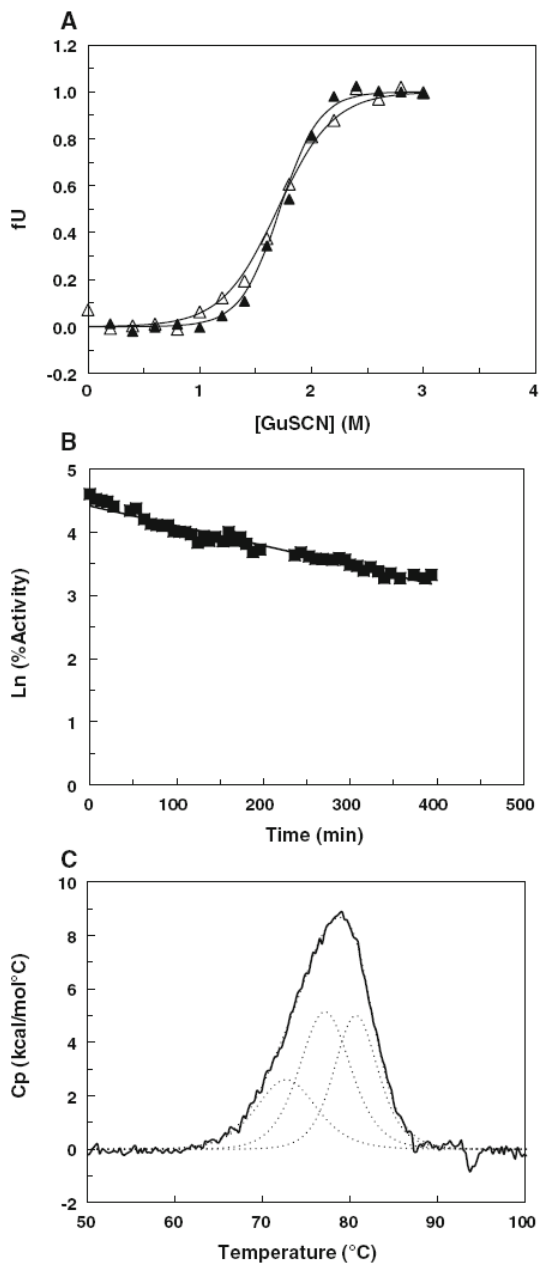 A
1.2
1.0
0.8
0.6
0.4
0.2
0.0
-0.2
fU
0 1 2 3 4
[GuSCN] (M)
B
5
4
3
2
1
0
Ln (%Activity)
0 100 200 300 400 500
Time (min)
C
10
8
6
4
2
0
-2
Cp (kcal/mol°C)
50 60 70 80 90 100
Temperature (°C)